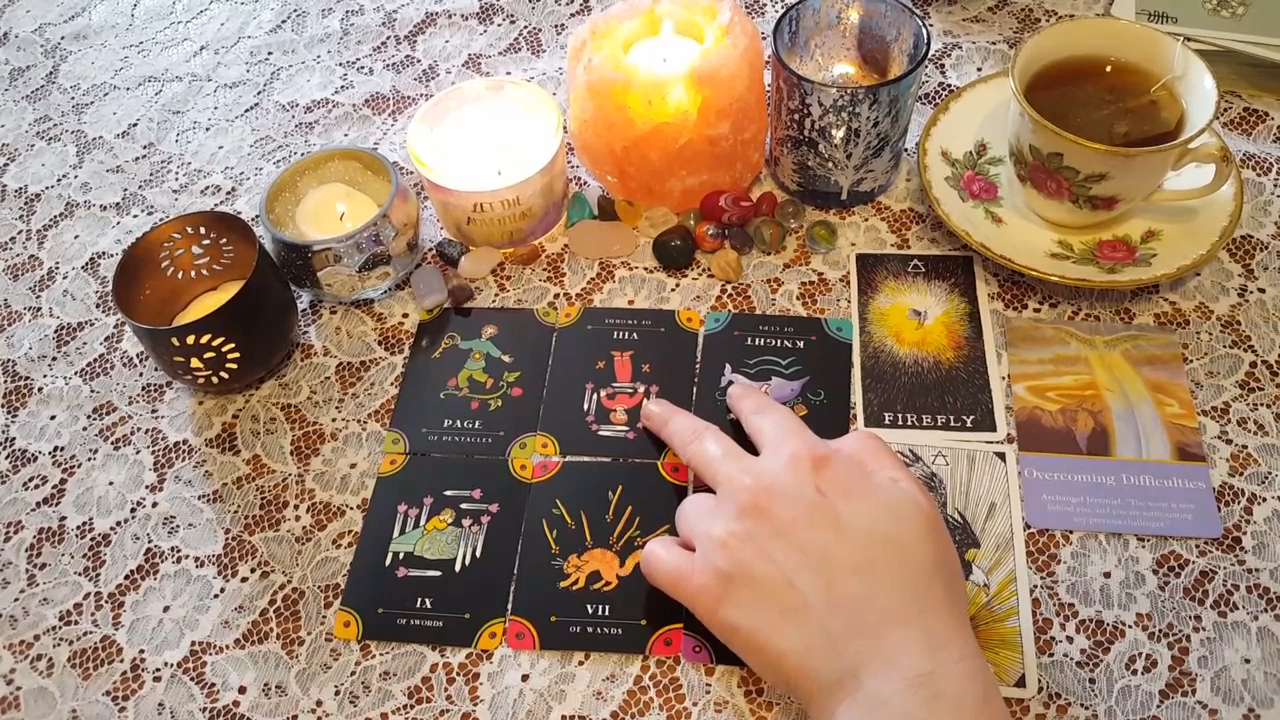 LET THE
ADVENTURE
PAGE
OF PENTACLES
VIII
OF SWORDS
KNIGHT
OF CUPS
FIREFLY
Overcoming Difficulties
Archangel Jeremiel: "The worst is now
behind you, and you are surmounting
any previous challenges."
IX
OF SWORDS
VII
OF WANDS